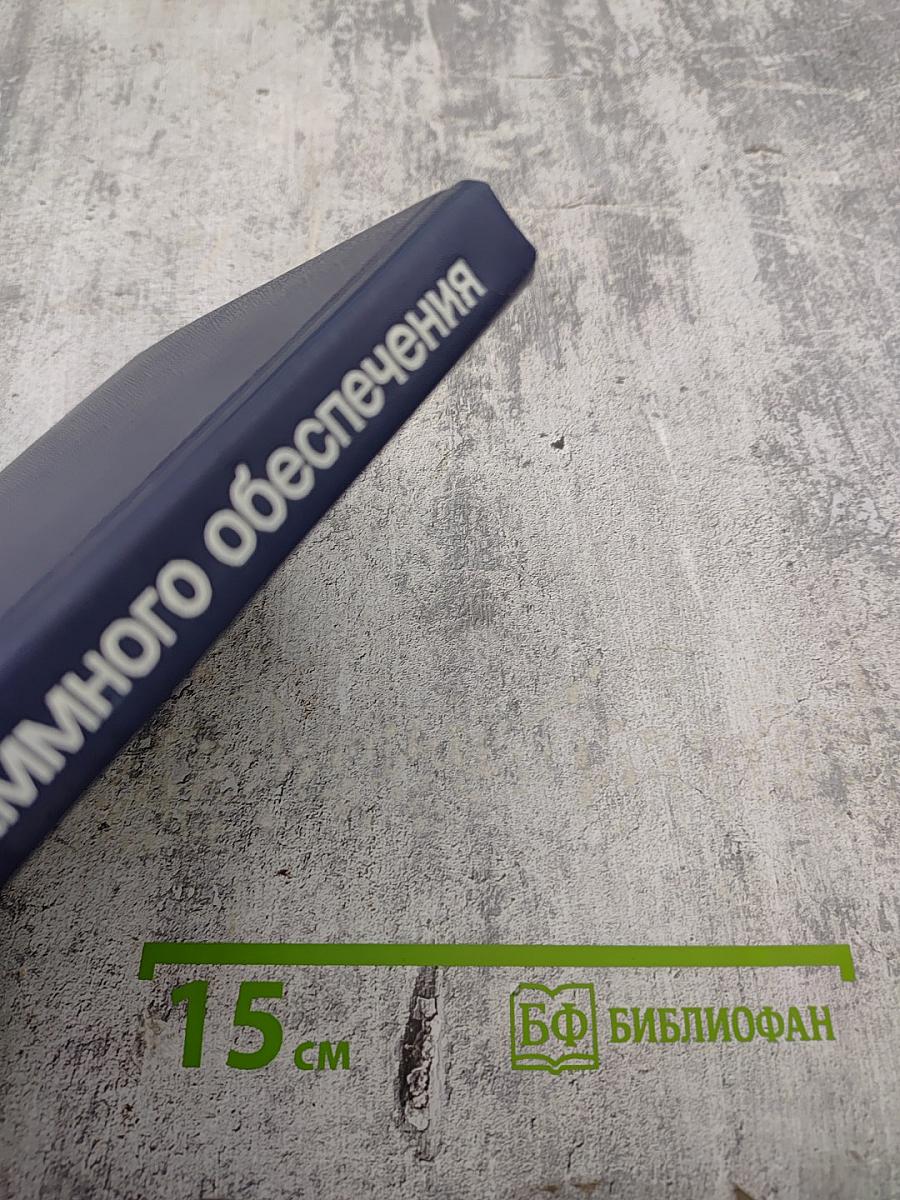 ммного обеспечения
15 см
БФ БИБЛИОФАН